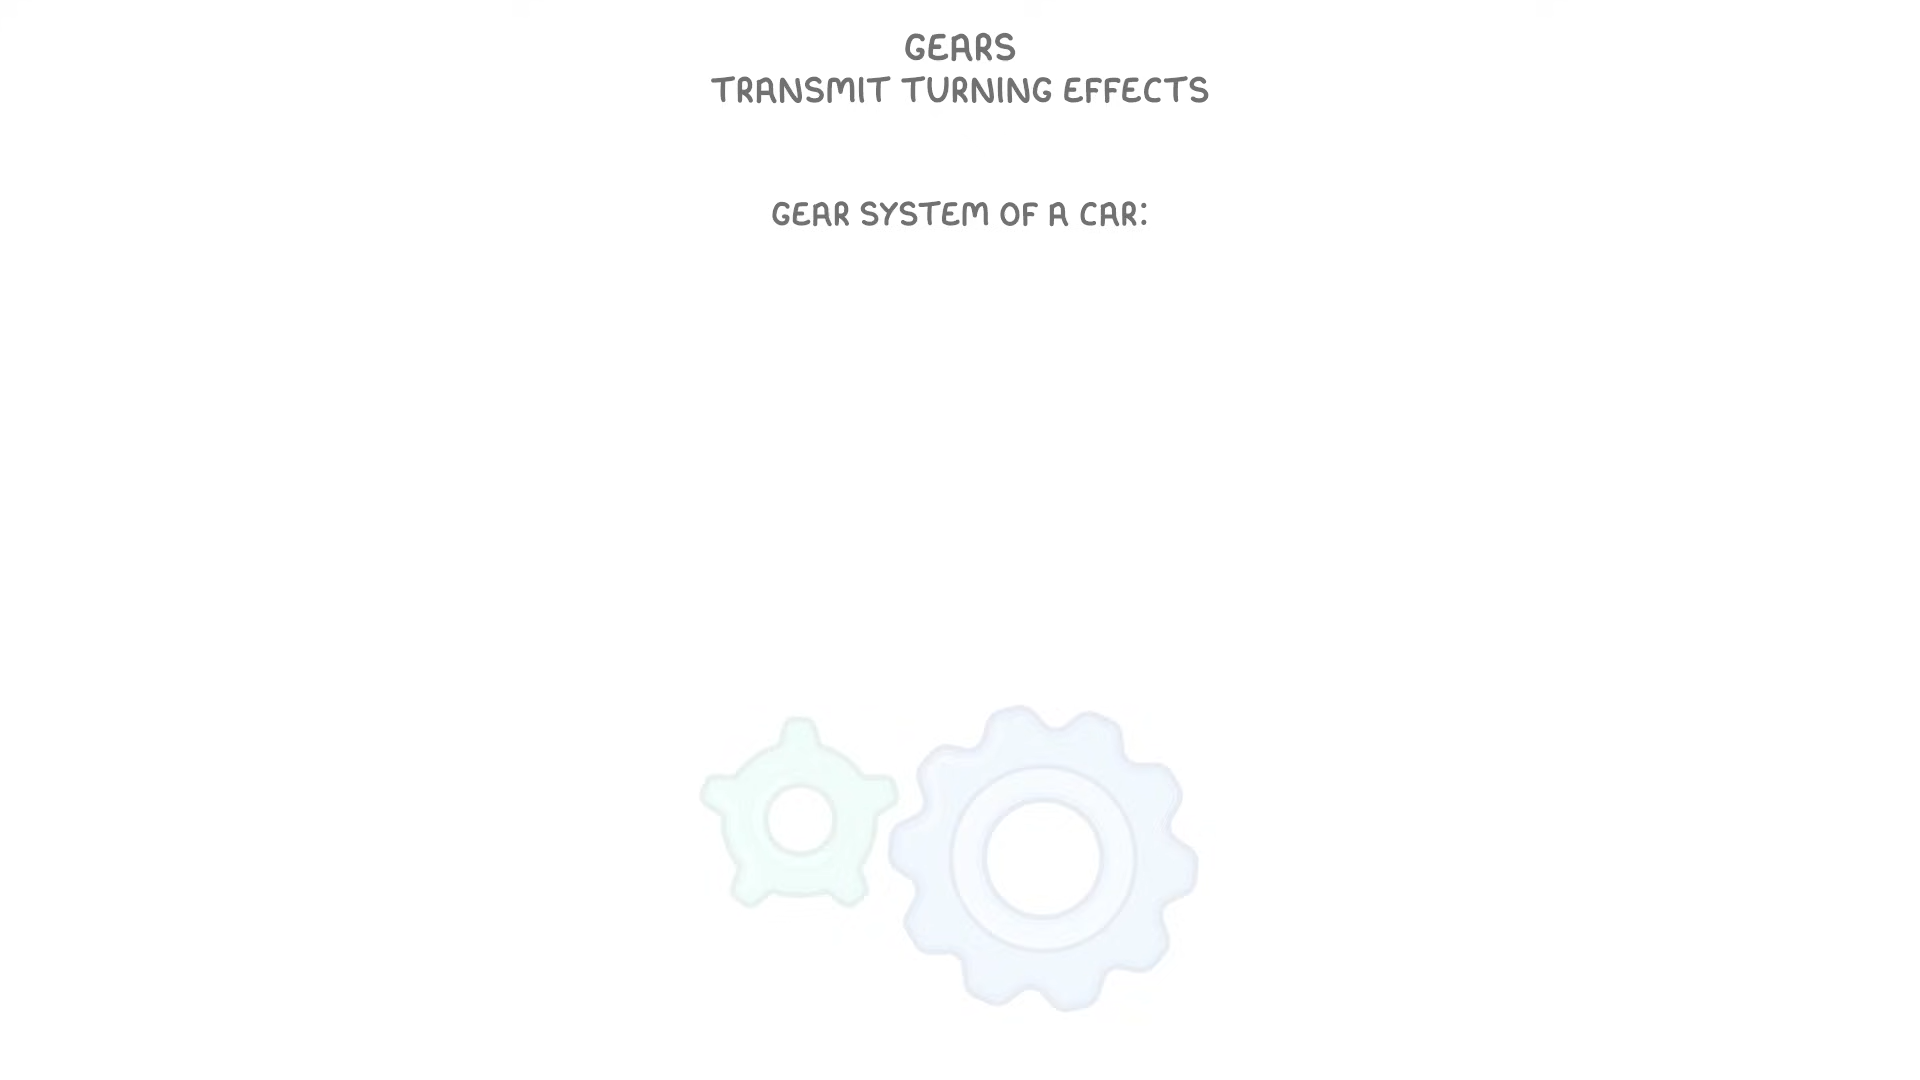 GEARS
TRANSMIT TURNING EFFECTS
GEAR SYSTEM OF A CAR: